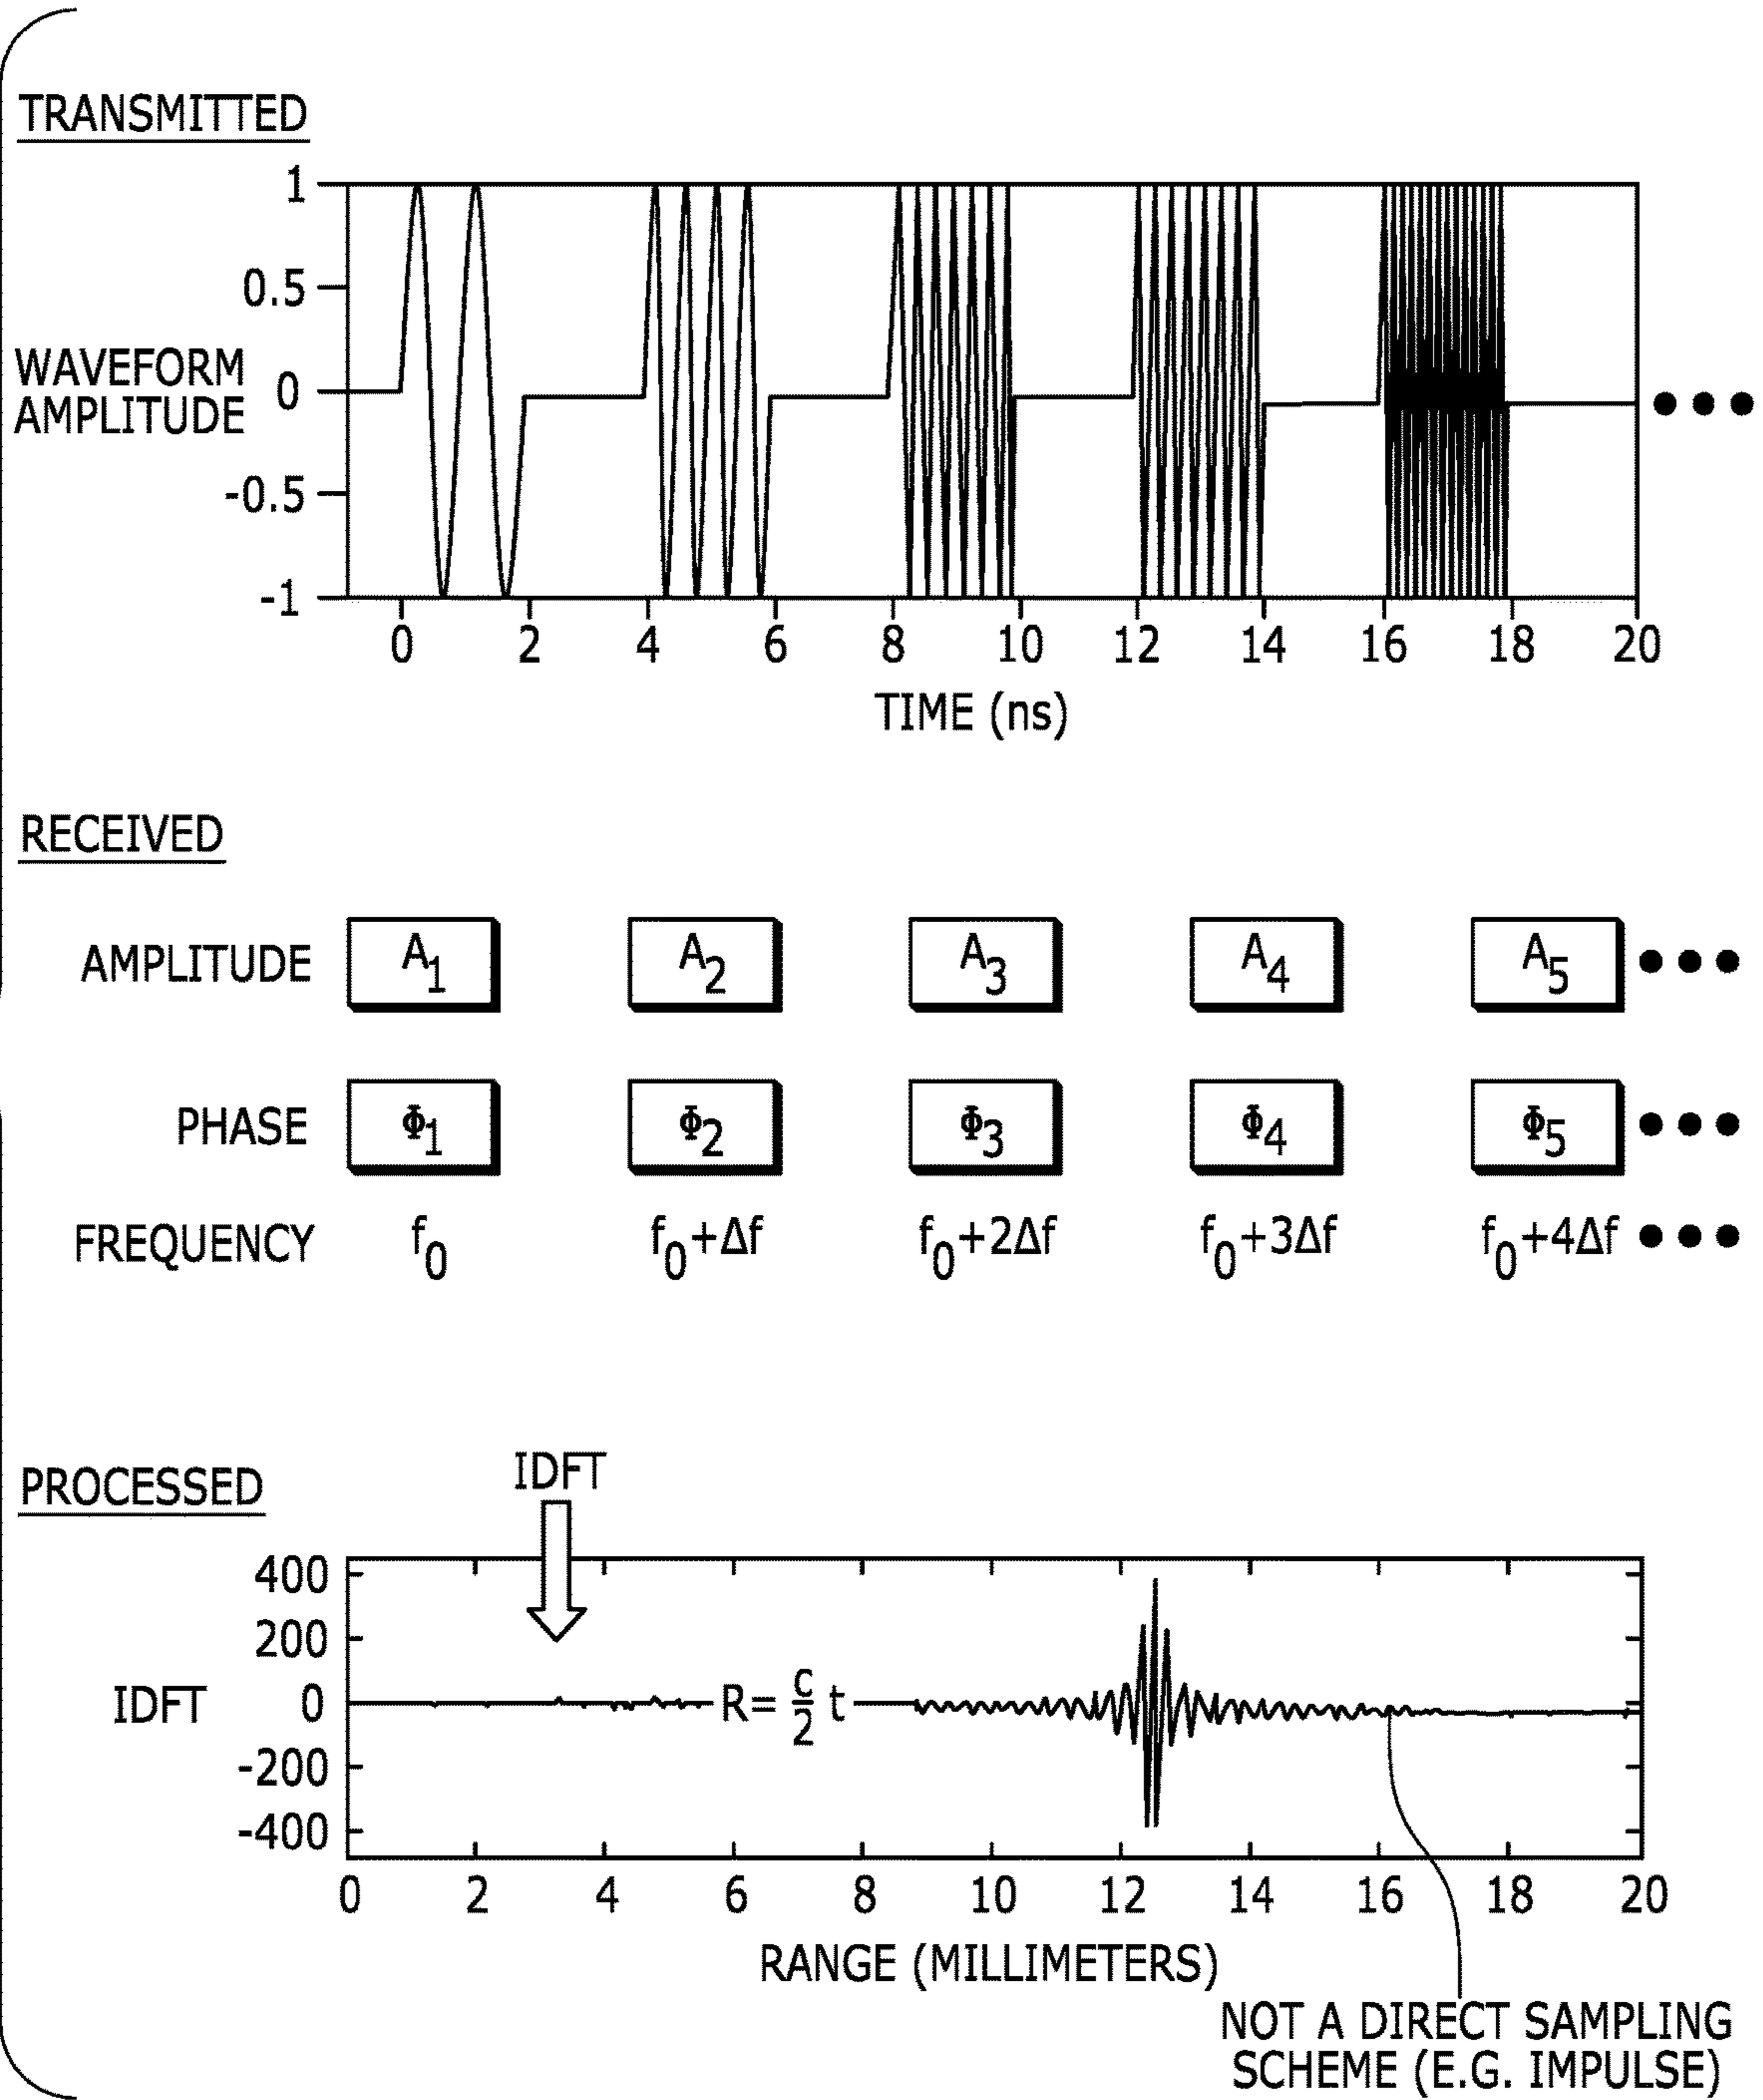 TRANSMITTED
1
0.5
WAVEFORM
AMPLITUDE
0
-0.5
-1
0 2 4 6 8 10 12 14 16 18 20
TIME (ns)
RECEIVED
AMPLITUDE A1 A2 A3 A4 A5
PHASE Φ1 Φ2 Φ3 Φ4 Φ5
FREQUENCY f0 f0+Δf f0+2Δf f0+3Δf f0+4Δf
PROCESSED
IDFT
400
200
IDFT 0 R= c/2 t
-200
-400
0 2 4 6 8 10 12 14 16 18 20
RANGE (MILLIMETERS)
NOT A DIRECT SAMPLING
SCHEME (E.G. IMPULSE)